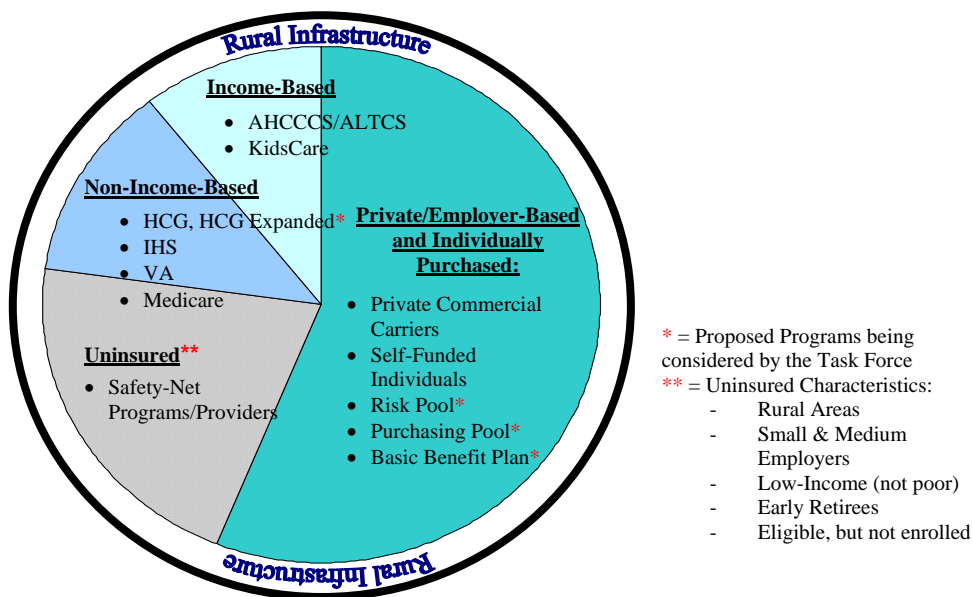 Rural Infrastructure
Income-Based
• AHCCCS/ALTCS
• KidsCare
Non-Income-Based
• HCG, HCG Expanded*
• IHS
• VA
• Medicare
Uninsured**
• Safety-Net
Programs/Providers
Private/Employer-Based
and Individually
Purchased:
• Private Commercial
Carriers
• Self-Funded
Individuals
• Risk Pool*
• Purchasing Pool*
• Basic Benefit Plan*
Rural Infrastructure
* = Proposed Programs being
considered by the Task Force
** = Uninsured Characteristics:
- Rural Areas
- Small & Medium
Employers
- Low-Income (not poor)
- Early Retirees
- Eligible, but not enrolled